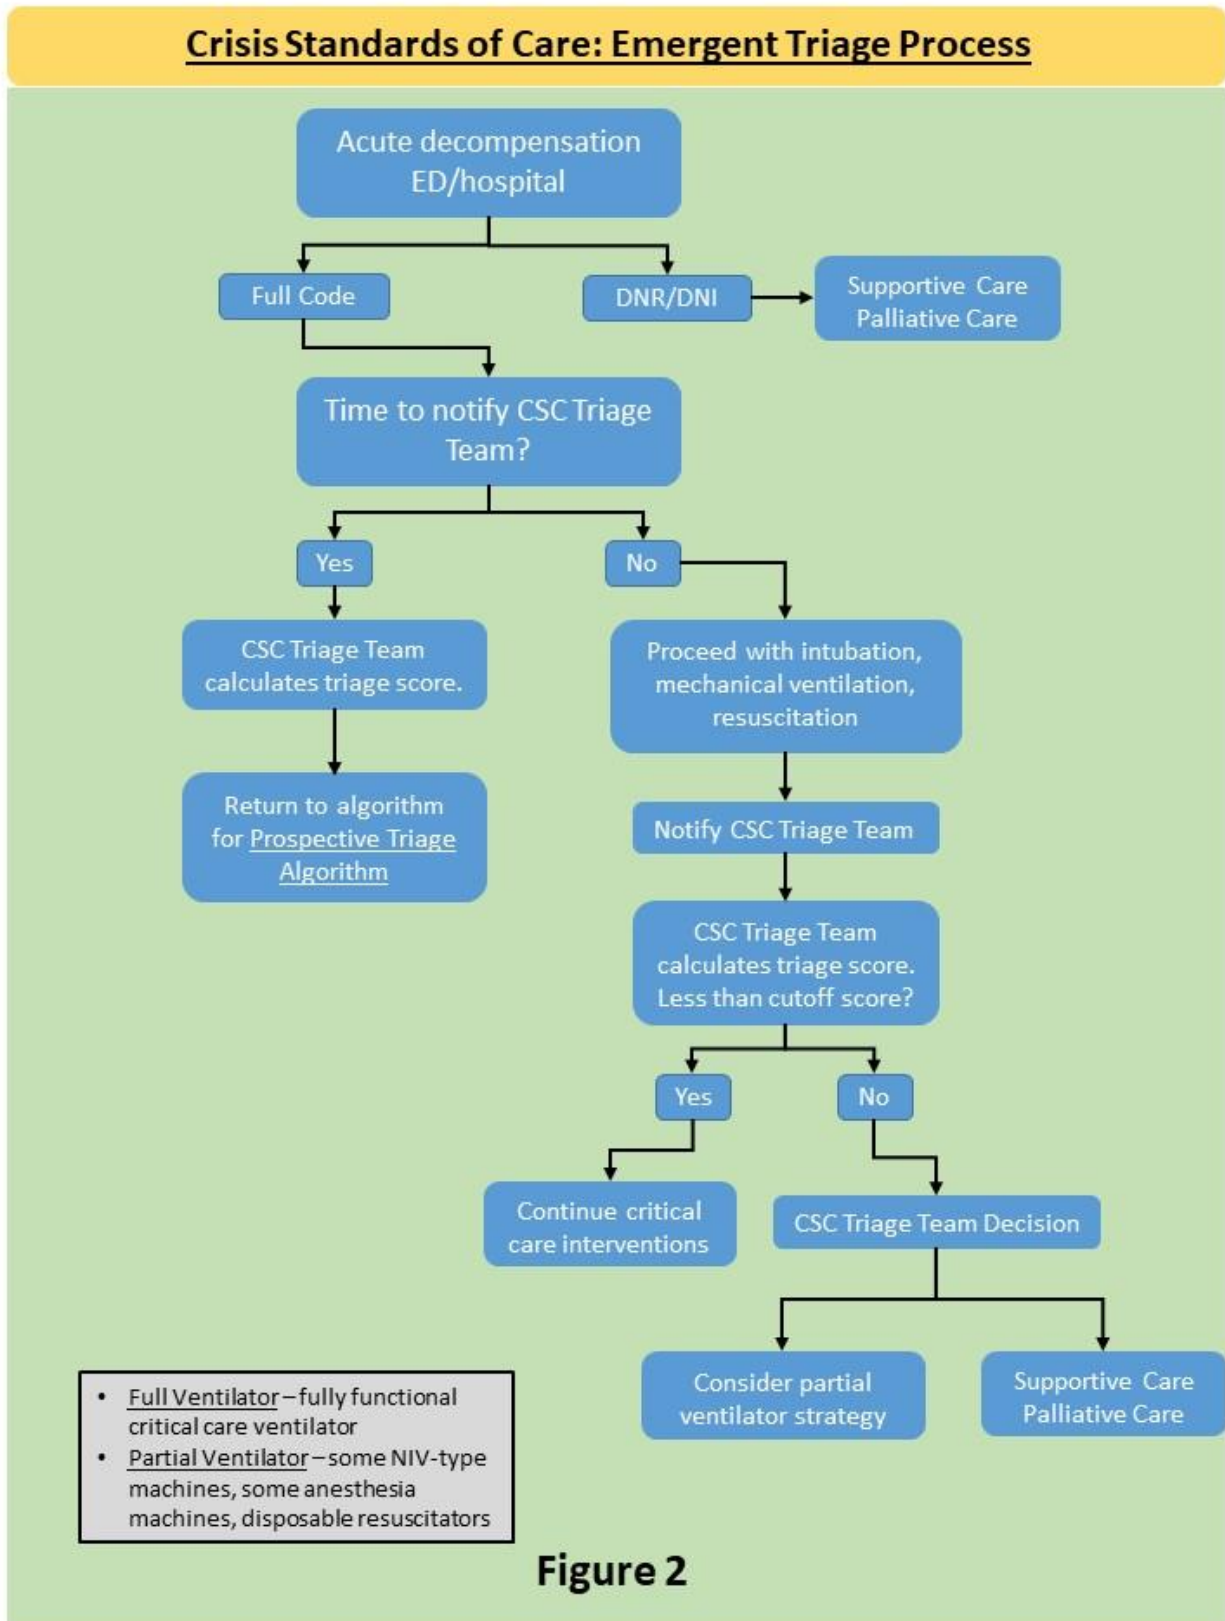 Crisis Standards of Care: Emergent Triage Process
Acute decompensation
ED/hospital
Full Code
DNR/DNI
Supportive Care
Palliative Care
Time to notify CSC Triage
Team?
Yes
No
CSC Triage Team
calculates triage score.
Proceed with intubation,
mechanical ventilation,
resuscitation
Return to algorithm
for Prospective Triage
Algorithm
Notify CSC Triage Team
CSC Triage Team
calculates triage score.
Less than cutoff score?
Yes
No
Continue critical
care interventions
CSC Triage Team Decision
Consider partial
ventilator strategy
Supportive Care
Palliative Care
• Full Ventilator – fully functional
critical care ventilator
• Partial Ventilator – some NIV-type
machines, some anesthesia
machines, disposable resuscitators
Figure 2